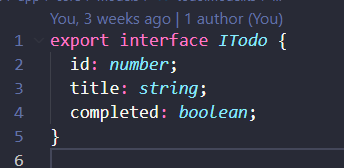 You, 3 weeks ago | 1 author (You)
1 export interface ITodo {
2 id: number;
3 title: string;
4 completed: boolean;
5 }
6